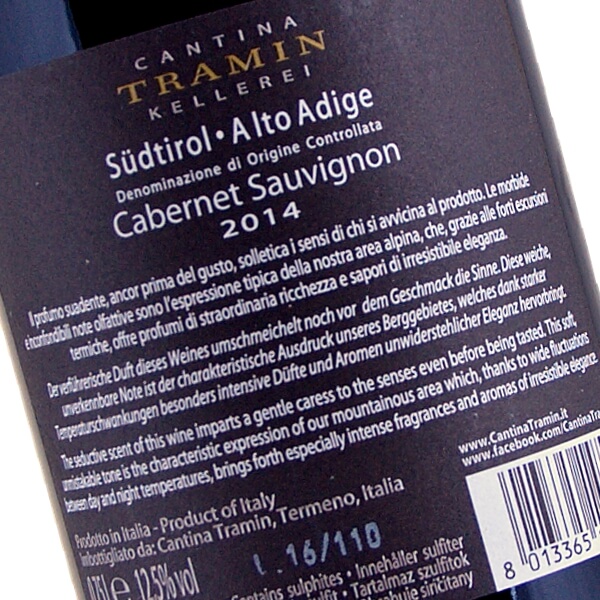 CANTINA
TRAMIN
KELLEREI
Südtirol • Alto Adige
Denominazione di Origine Controllata
Cabernet Sauvignon
2014
Il profumo suadente, ancor prima del gusto, solletica i sensi di chi si avvicina al prodotto. Le morbide
e inconfondibili note olfattive sono l'espressione tipica della nostra area alpina, che, grazie alle forti escursioni
termiche, offre profumi di straordinaria ricchezza e sapori di irresistibile eleganza.
Der verführerische Duft dieses Weines umschmeichelt noch vor dem Geschmack die Sinne. Diese weiche,
unverkennbare Note ist der charakteristische Ausdruck unseres Berggebietes, welches dank starker
Temperaturschwankungen besonders intensive Düfte und Aromen unwiderstehlicher Eleganz hervorbringt.
The seductive scent of this wine imparts a gentle caress to the senses even before being tasted. This soft
unmistakable tone is the characteristic expression of our mountainous area which, thanks to wide fluctuations
between day and night temperatures, brings forth especially intense fragrances and aromas of irresistible elegance.
www.CantinaTramin.it
www.facebook.com/CantinaTra
Prodotto in Italia - Product of Italy
Imbottigliato da: Cantina Tramin, Termeno, Italia
0,75 l e 12,5% vol
L.16/110
Contains sulphites • Innehåller sulfiter
• Tartalmaz szulfitok
siričitany
8 013365